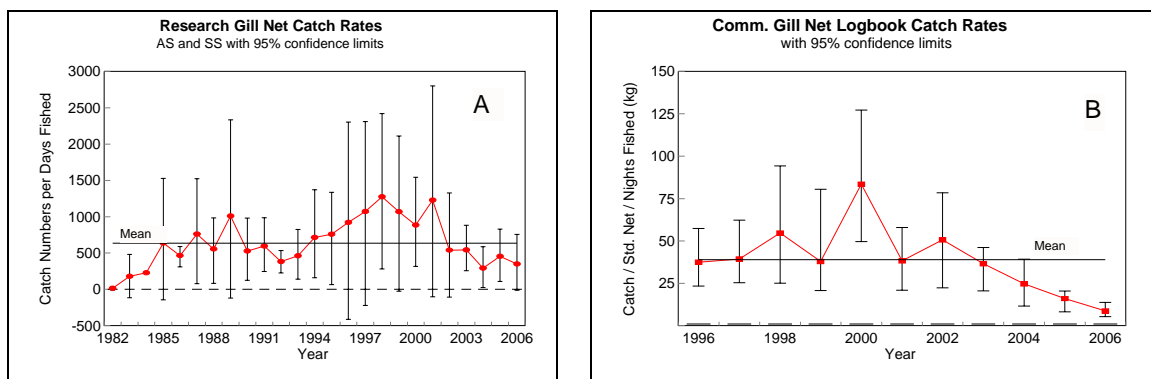 Research Gill Net Catch Rates
AS and SS with 95% confidence limits
A
Catch Numbers per Days Fished
3000
2500
2000
1500
1000
500
0
-500
Mean
1982 1985 1988 1991 1994 1997 2000 2003 2006
Year
Comm. Gill Net Logbook Catch Rates
with 95% confidence limits
B
Catch / Std. Net / Nights Fished (kg)
150
125
100
75
50
25
Mean
1996 1998 2000 2002 2004 2006
Year